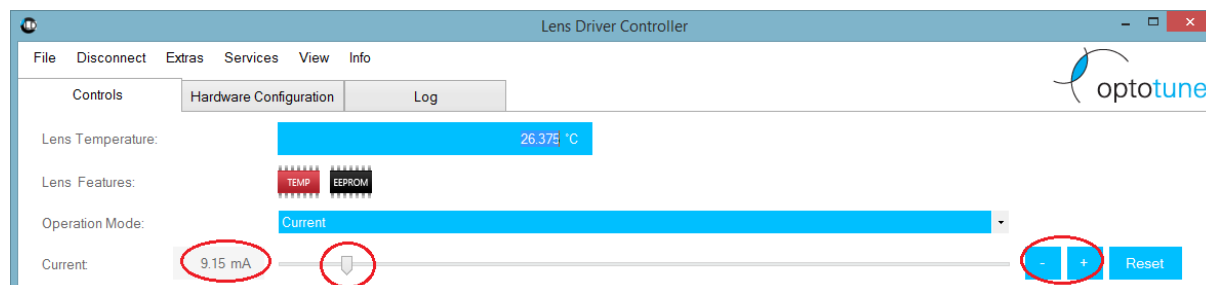 Lens Driver Controller
File Disconnect Extras Services View Info
optotune
Controls Hardware Configuration Log
Lens Temperature: 26.375 °C
Lens Features: TEMP EEPROM
Operation Mode: Current
Current: 9.15 mA - + Reset